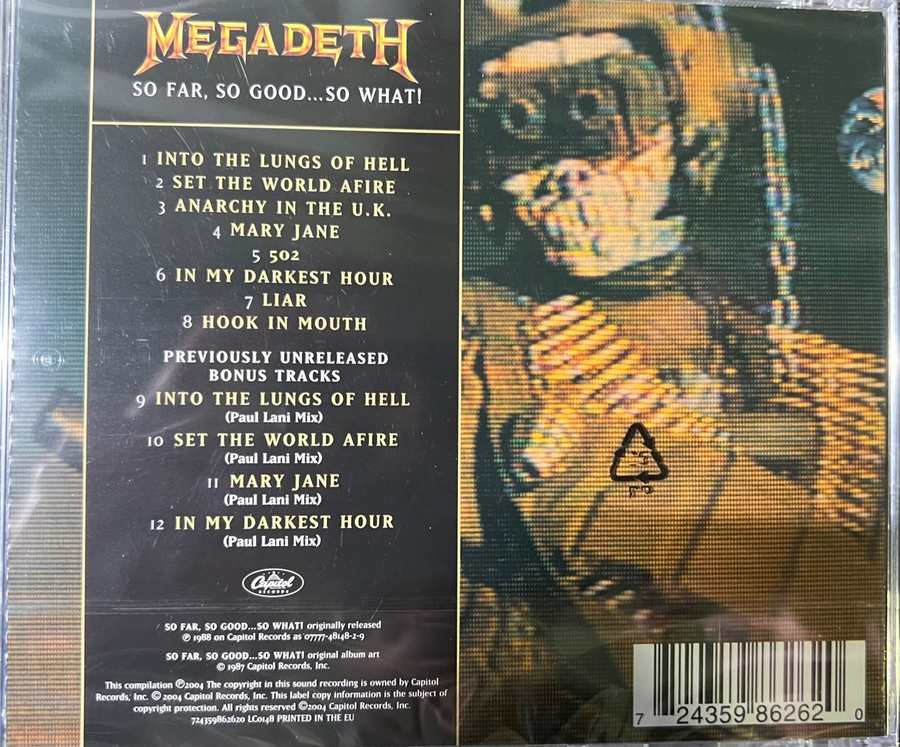 MEGADETH
SO FAR, SO GOOD...SO WHAT!
1 INTO THE LUNGS OF HELL
2 SET THE WORLD AFIRE
3 ANARCHY IN THE U.K.
4 MARY JANE
5 502
6 IN MY DARKEST HOUR
7 LIAR
8 HOOK IN MOUTH
PREVIOUSLY UNRELEASED
BONUS TRACKS
9 INTO THE LUNGS OF HELL
(Paul Lani Mix)
10 SET THE WORLD AFIRE
(Paul Lani Mix)
11 MARY JANE
(Paul Lani Mix)
12 IN MY DARKEST HOUR
(Paul Lani Mix)
Capitol
RECORDS
SO FAR, SO GOOD...SO WHAT! originally released
℗ 1988 on Capitol Records as 07777-48148-2-9
SO FAR, SO GOOD...SO WHAT! original album art
© 1987 Capitol Records, Inc.
This compilation ℗2004 The copyright in this sound recording is owned by Capitol
Records, Inc. © 2004 Capitol Records, Inc. This label copy information is the subject of
copyright protection. All rights reserved ©2004 Capitol Records, Inc.
724359862620 LC0148 PRINTED IN THE EU
7 24359 86262 0